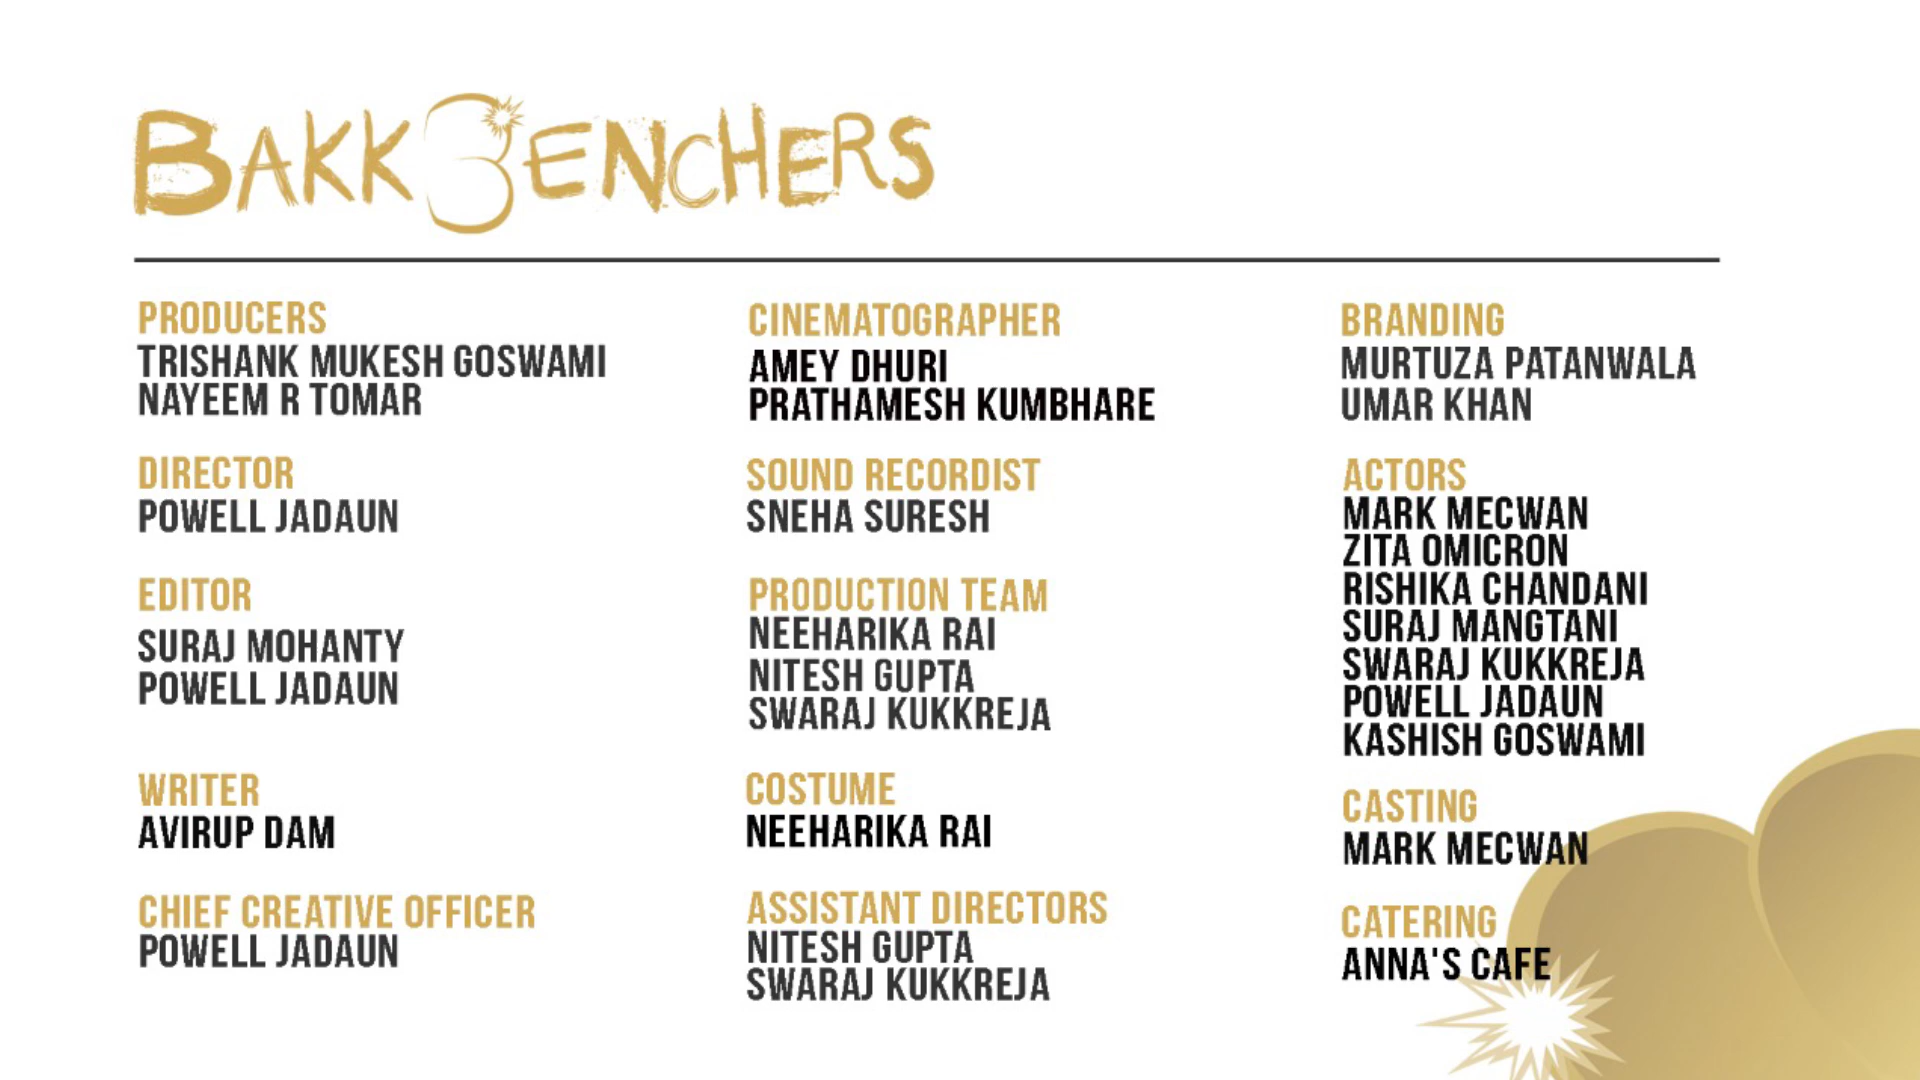 BAKKBENCHERS
PRODUCERS
TRISHANK MUKESH GOSWAMI
NAYEEM R TOMAR
DIRECTOR
POWELL JADAUN
EDITOR
SURAJ MOHANTY
POWELL JADAUN
WRITER
AVIRUP DAM
CHIEF CREATIVE OFFICER
POWELL JADAUN
CINEMATOGRAPHER
AMEY DHURI
PRATHAMESH KUMBHARE
SOUND RECORDIST
SNEHA SURESH
PRODUCTION TEAM
NEEHARIKA RAI
NITESH GUPTA
SWARAJ KUKKREJA
COSTUME
NEEHARIKA RAI
ASSISTANT DIRECTORS
NITESH GUPTA
SWARAJ KUKKREJA
BRANDING
MURTUZA PATANWALA
UMAR KHAN
ACTORS
MARK MECWAN
ZITA OMICRON
RISHIKA CHANDANI
SURAJ MANGTANI
SWARAJ KUKKREJA
POWELL JADAUN
KASHISH GOSWAMI
CASTING
MARK MECWAN
CATERING
ANNA'S CAFE